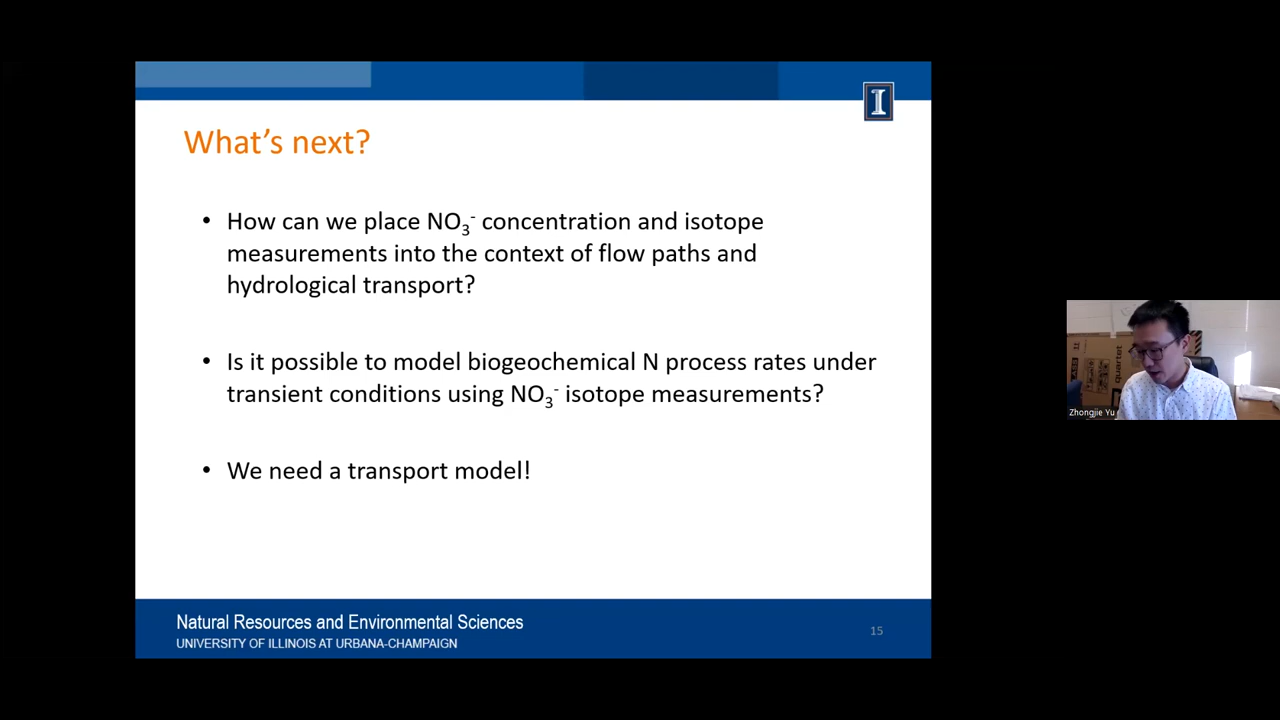 I
What's next?
• How can we place NO₃⁻ concentration and isotope
measurements into the context of flow paths and
hydrological transport?
• Is it possible to model biogeochemical N process rates under
transient conditions using NO₃⁻ isotope measurements?
• We need a transport model!
Natural Resources and Environmental Sciences
UNIVERSITY OF ILLINOIS AT URBANA-CHAMPAIGN
15
quartet
Zhongjie Yu